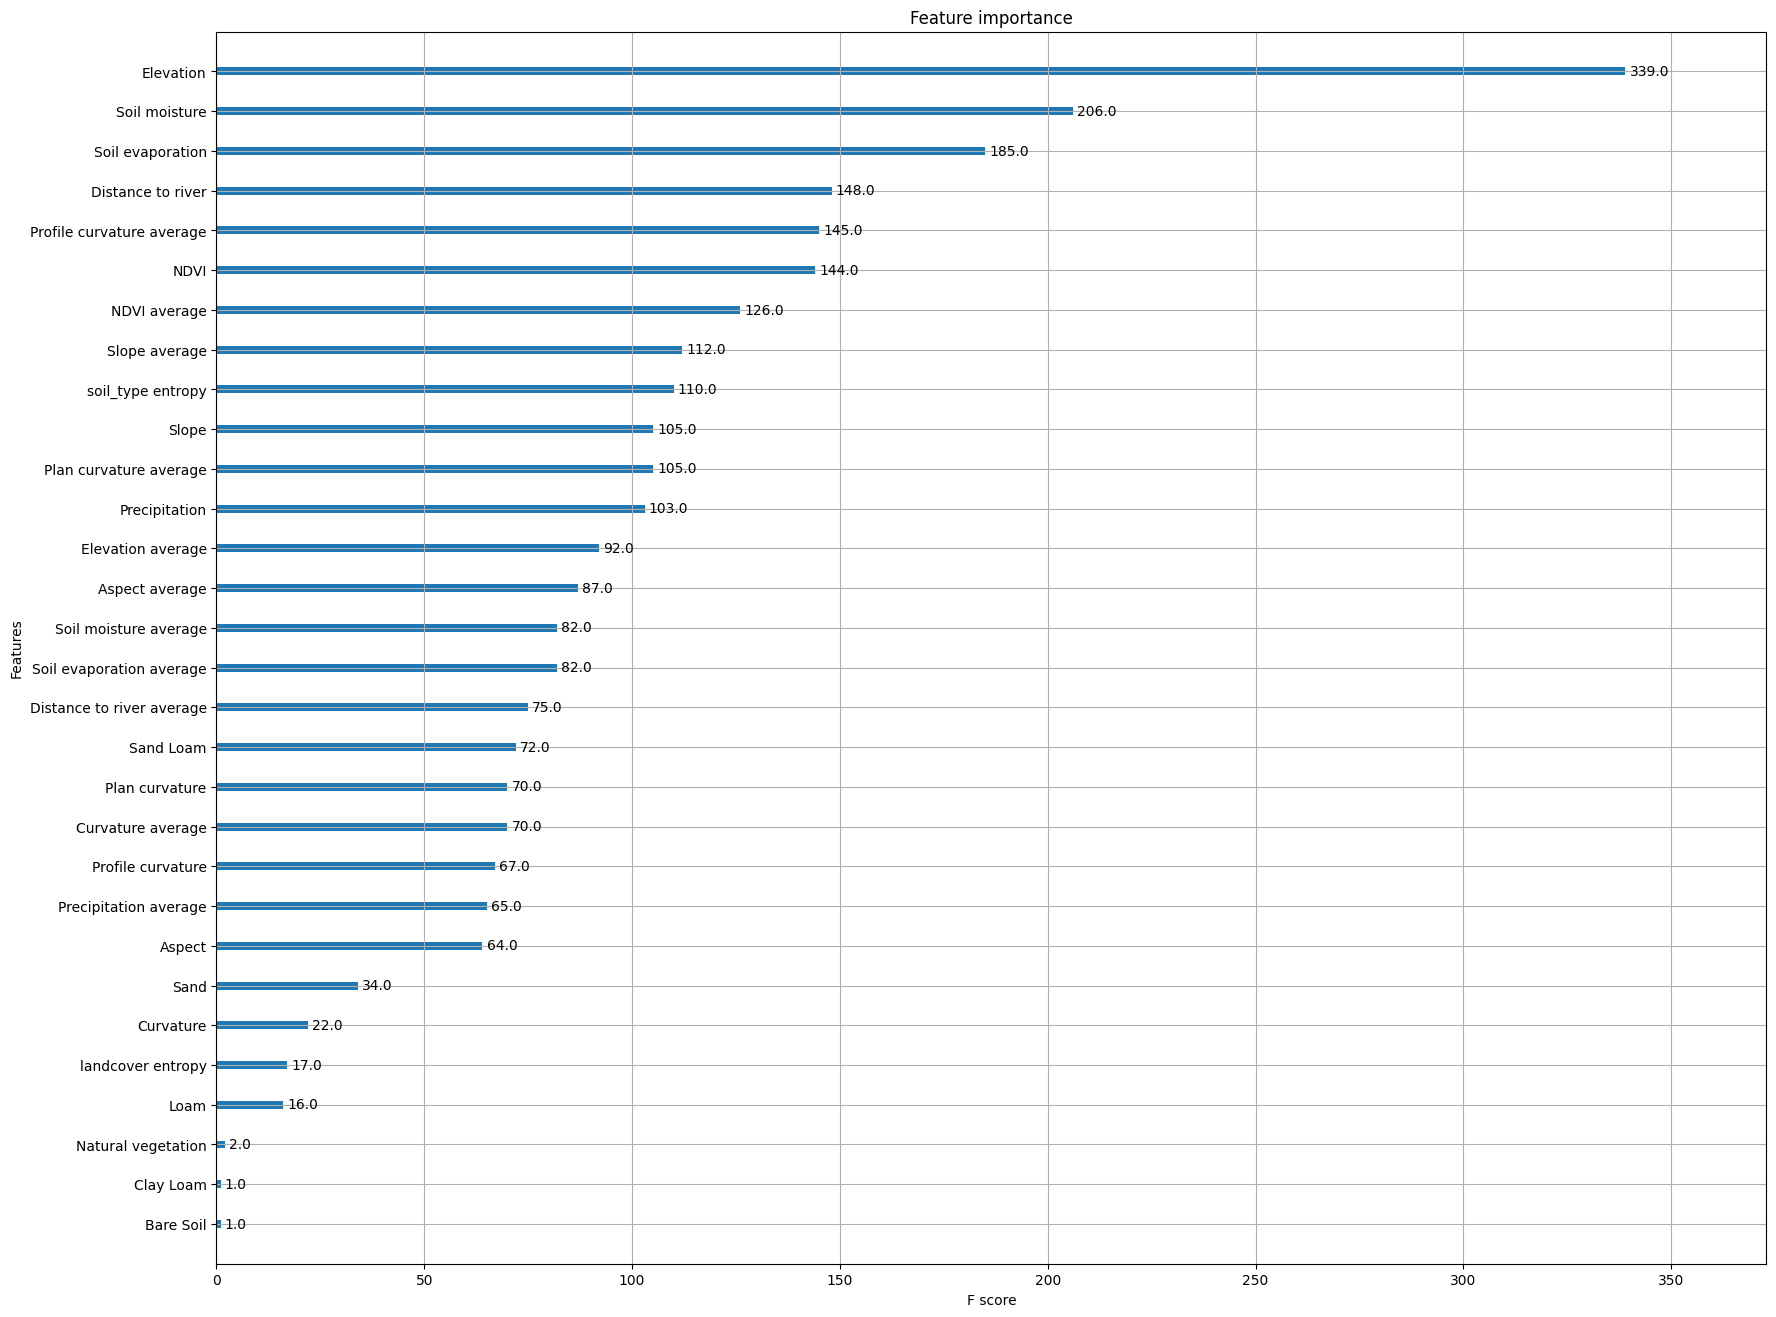 Feature importance
Elevation 339.0
Soil moisture 206.0
Soil evaporation 185.0
Distance to river 148.0
Profile curvature average 145.0
NDVI 144.0
NDVI average 126.0
Slope average 112.0
soil_type entropy 110.0
Slope 105.0
Plan curvature average 105.0
Precipitation 103.0
Elevation average 92.0
Aspect average 87.0
Soil moisture average 82.0
Soil evaporation average 82.0
Distance to river average 75.0
Sand Loam 72.0
Plan curvature 70.0
Curvature average 70.0
Profile curvature 67.0
Precipitation average 65.0
Aspect 64.0
Sand 34.0
Curvature 22.0
landcover entropy 17.0
Loam 16.0
Natural vegetation 2.0
Clay Loam 1.0
Bare Soil 1.0
Features
0 50 100 150 200 250 300 350
F score